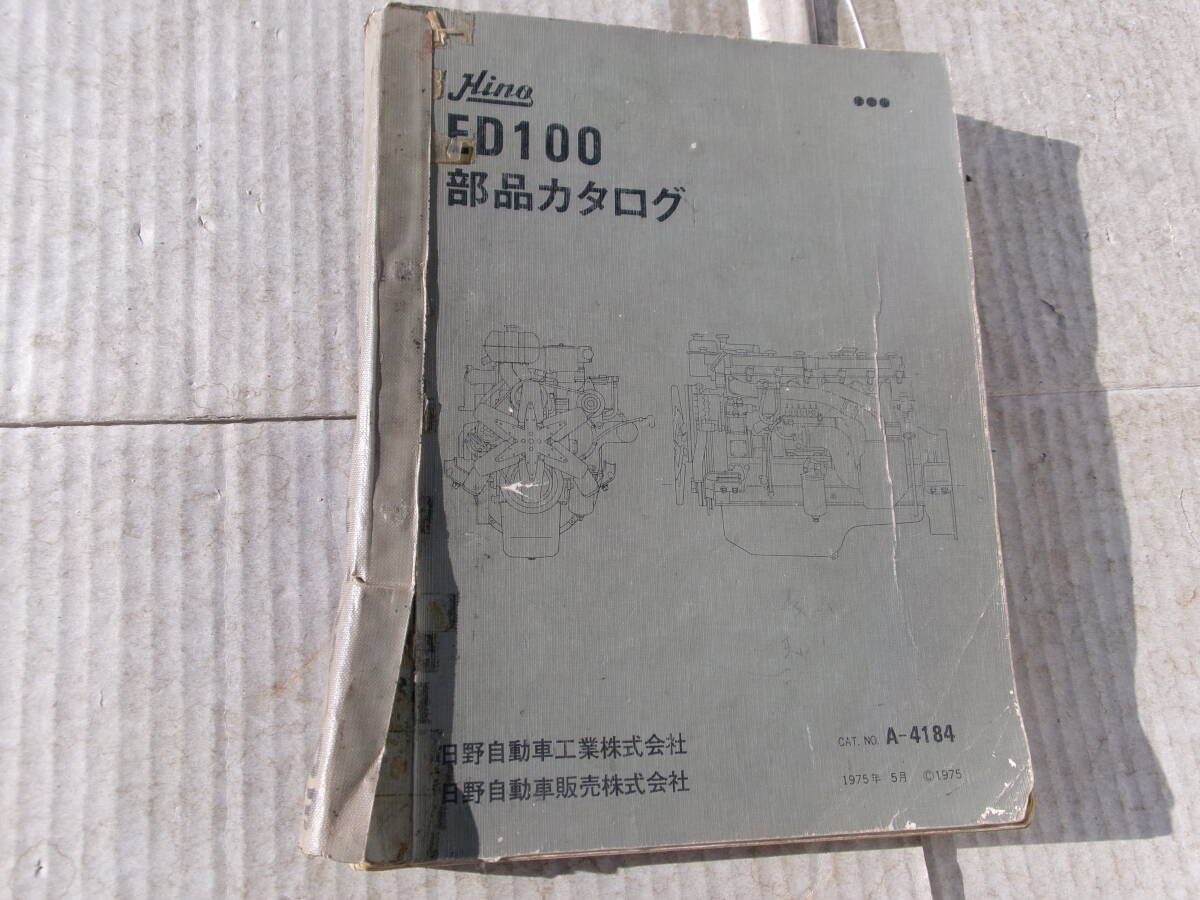 Hino
ED100
部品カタログ
日野自動車工業株式会社
日野自動車販売株式会社
CAT. NO. A-4184
1975年 5月 ©1975